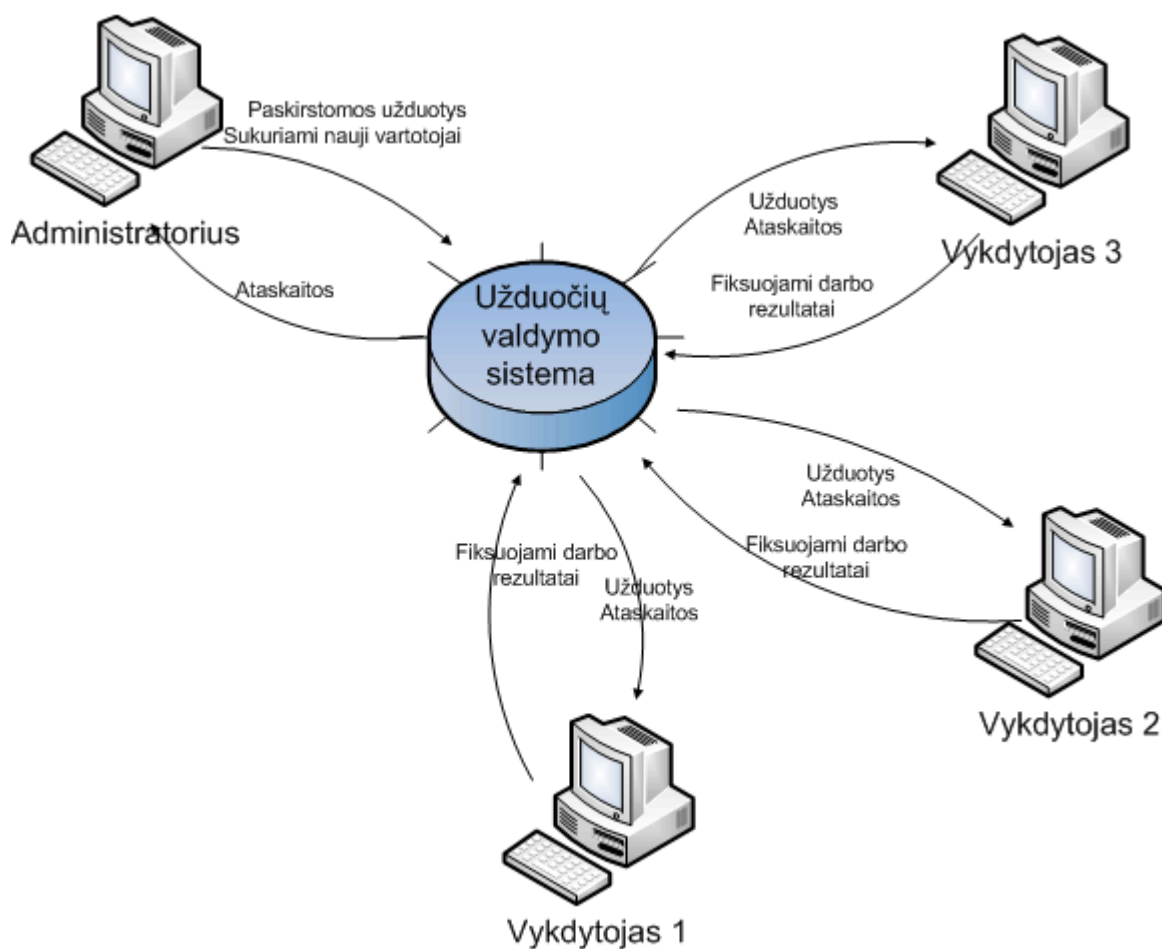 Paskirstomos užduotys
Sukuriami nauji vartotojai
Administratorius
Ataskaitos
Užduočių
valdymo
sistema
Užduotys
Ataskaitos
Vykdytojas 3
Fiksuojami darbo
rezultatai
Užduotys
Ataskaitos
Fiksuojami darbo
rezultatai
Vykdytojas 2
Fiksuojami darbo
rezultatai
Užduotys
Ataskaitos
Vykdytojas 1